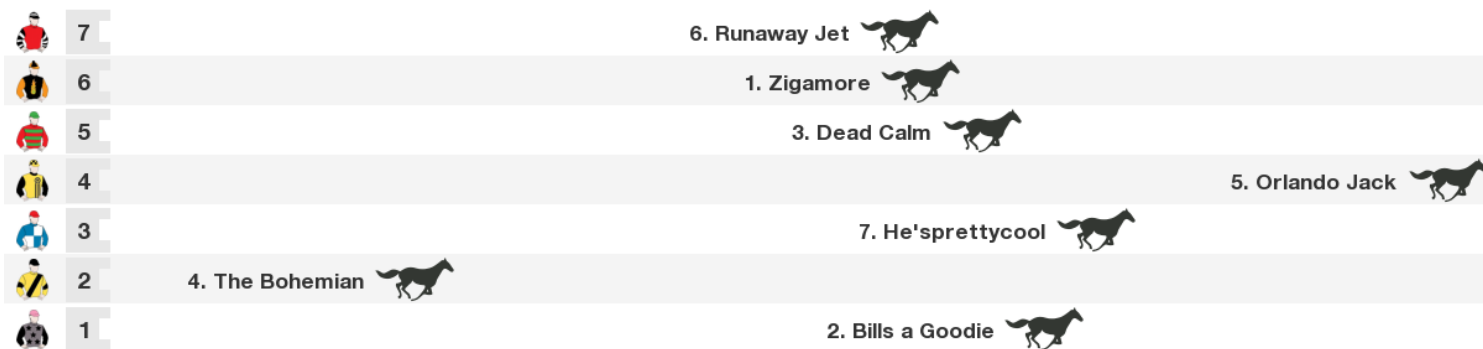 7 6. Runaway Jet
6 1. Zigamore
5 3. Dead Calm
4 5. Orlando Jack
3 7. He'sprettycool
2 4. The Bohemian
1 2. Bills a Goodie